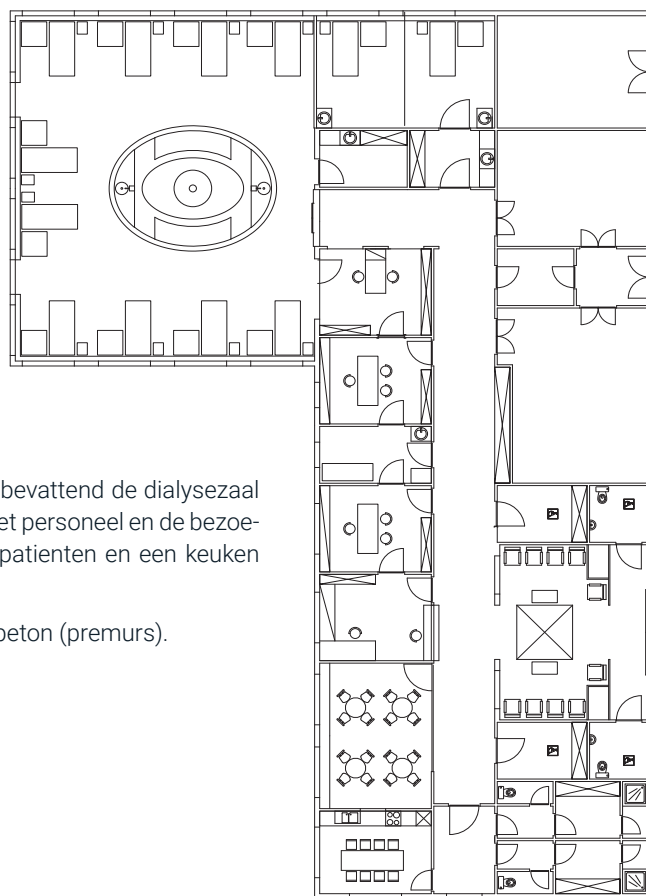 bevattend de dialysezaal
et personeel en de bezoe-
patienten en een keuken
beton (premurs).